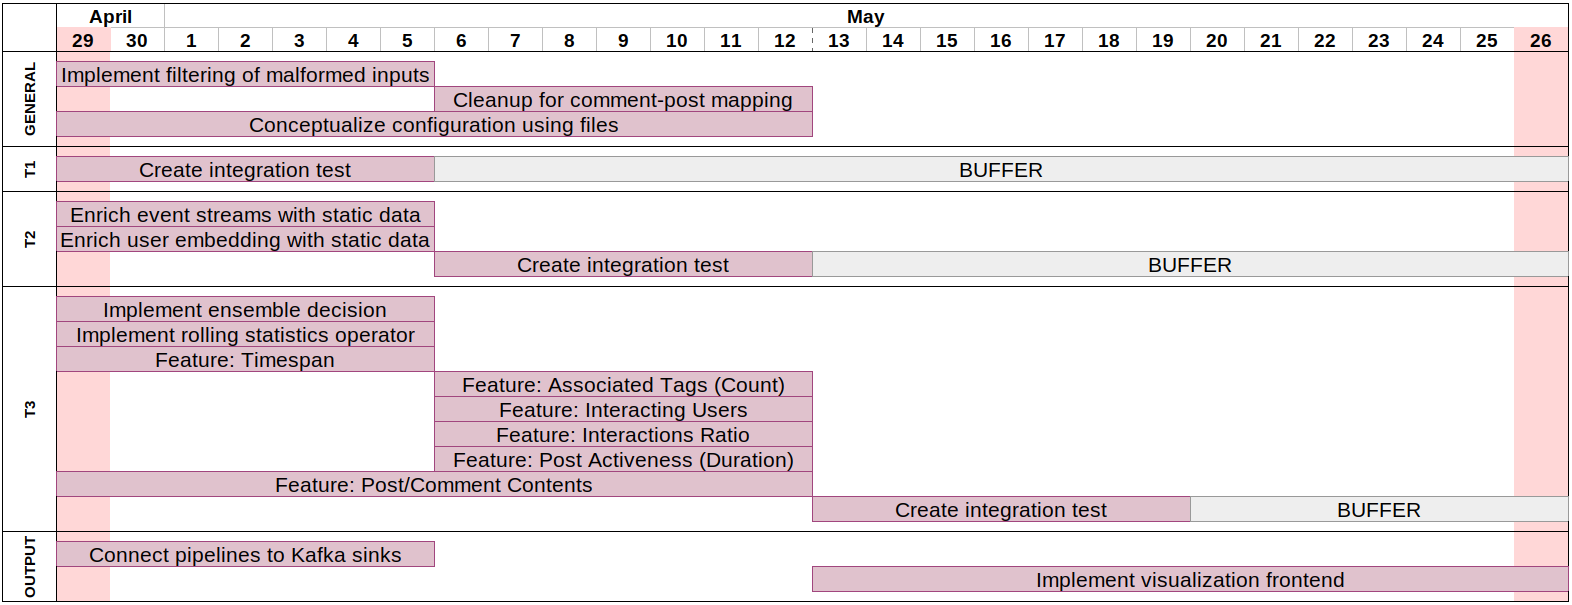 April May
29 30 1 2 3 4 5 6 7 8 9 10 11 12 13 14 15 16 17 18 19 20 21 22 23 24 25 26
GENERAL
Implement filtering of malformed inputs
Cleanup for comment-post mapping
Conceptualize configuration using files
T1
Create integration test BUFFER
T2
Enrich event streams with static data
Enrich user embedding with static data
Create integration test BUFFER
T3
Implement ensemble decision
Implement rolling statistics operator
Feature: Timespan
Feature: Associated Tags (Count)
Feature: Interacting Users
Feature: Interactions Ratio
Feature: Post Activeness (Duration)
Feature: Post/Comment Contents
Create integration test BUFFER
OUTPUT
Connect pipelines to Kafka sinks
Implement visualization frontend